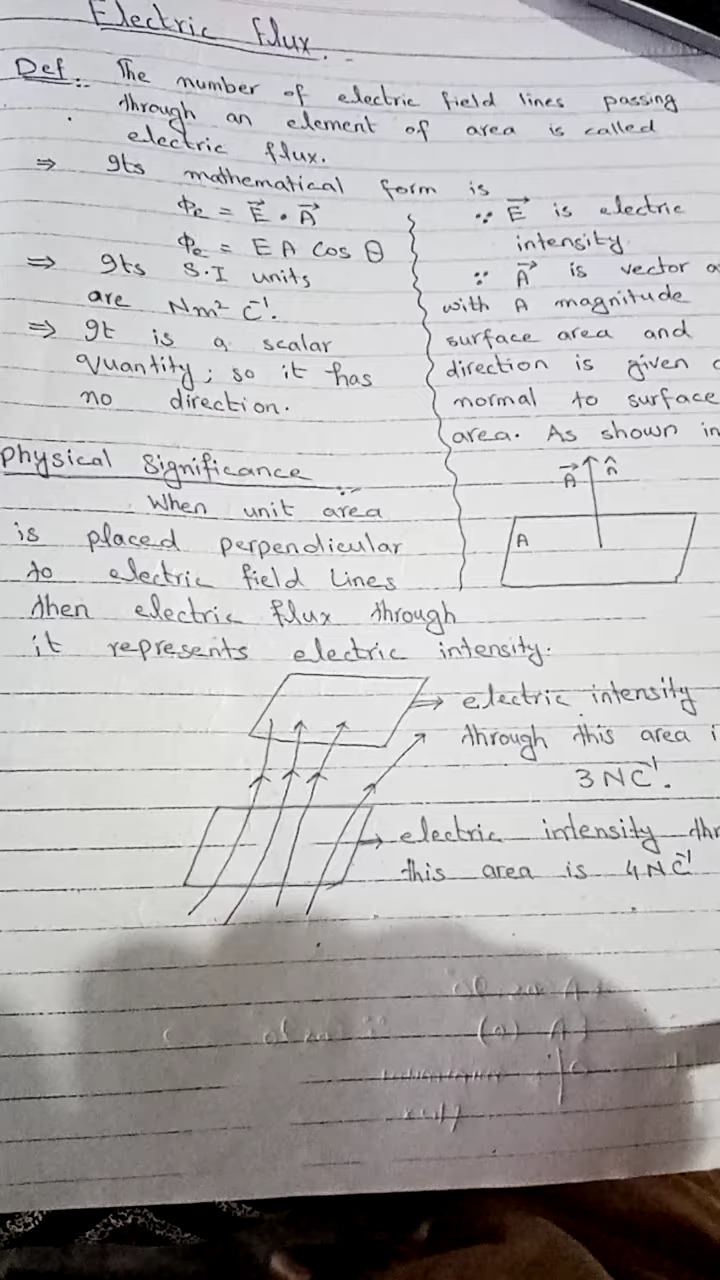 Electric flux.
Def. The number of electric field lines passing
through an element of area is called
electric flux.
⇒ Its mathematical form is
Φe = E⃗ . A⃗
Φe = E A Cos θ
⇒ Its S.I units
are Nm² C⁻¹.
⇒ It is a scalar
quantity; so it has
no direction.
∵ E⃗ is electric
intensity.
∵ A⃗ is vector
with A magnitude
surface area and
direction is given
normal to surface
area. As shown in
A⃗ n̂
A
Physical Significance
When unit area
is placed perpendicular
to electric field lines
then electric flux through
it represents electric intensity.
⇒ electric intensity
through this area
3NC⁻¹.
→ electric intensity
this area is 4NC⁻¹